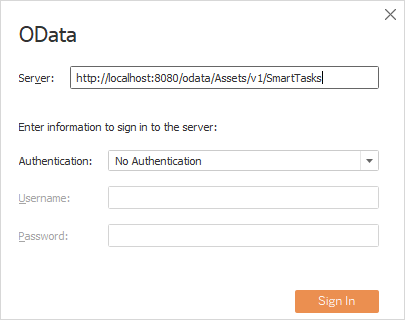 OData
Server: http://localhost:8080/odata/Assets/v1/SmartTasks
Enter information to sign in to the server:
Authentication: No Authentication
Username:
Password:
Sign In